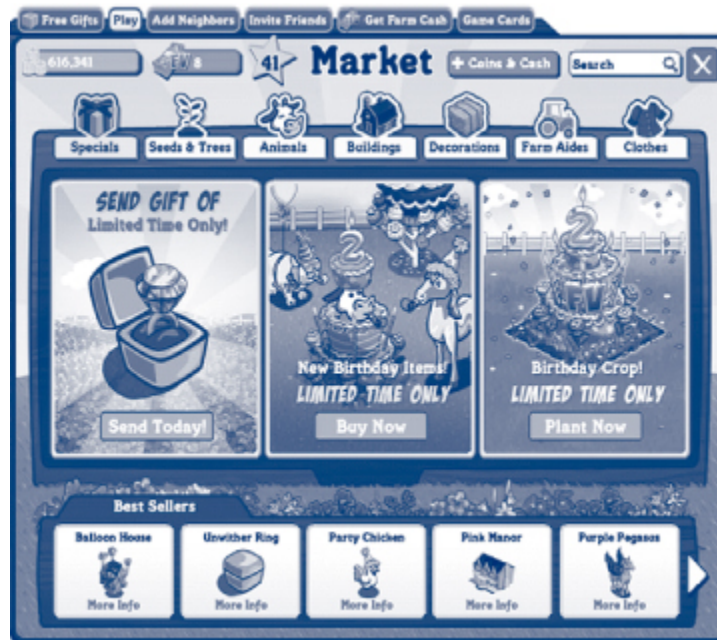 Free Gifts Play Add Neighbors Invite Friends Get Farm Cash Game Cards
616,341 FV 8 41 Market + Coins & Cash Search
Specials Seeds & Trees Animals Buildings Decorations Farm Aides Clothes
SEND GIFT OF
Limited Time Only!
2
2
FV
New Birthday Items!
LIMITED TIME ONLY
Birthday Crop!
LIMITED TIME ONLY
Send Today!
Buy Now
Plant Now
Best Sellers
Balloon House Unwither Ring Party Chicken Pink Manor Purple Pegasus
More Info More Info More Info More Info More Info